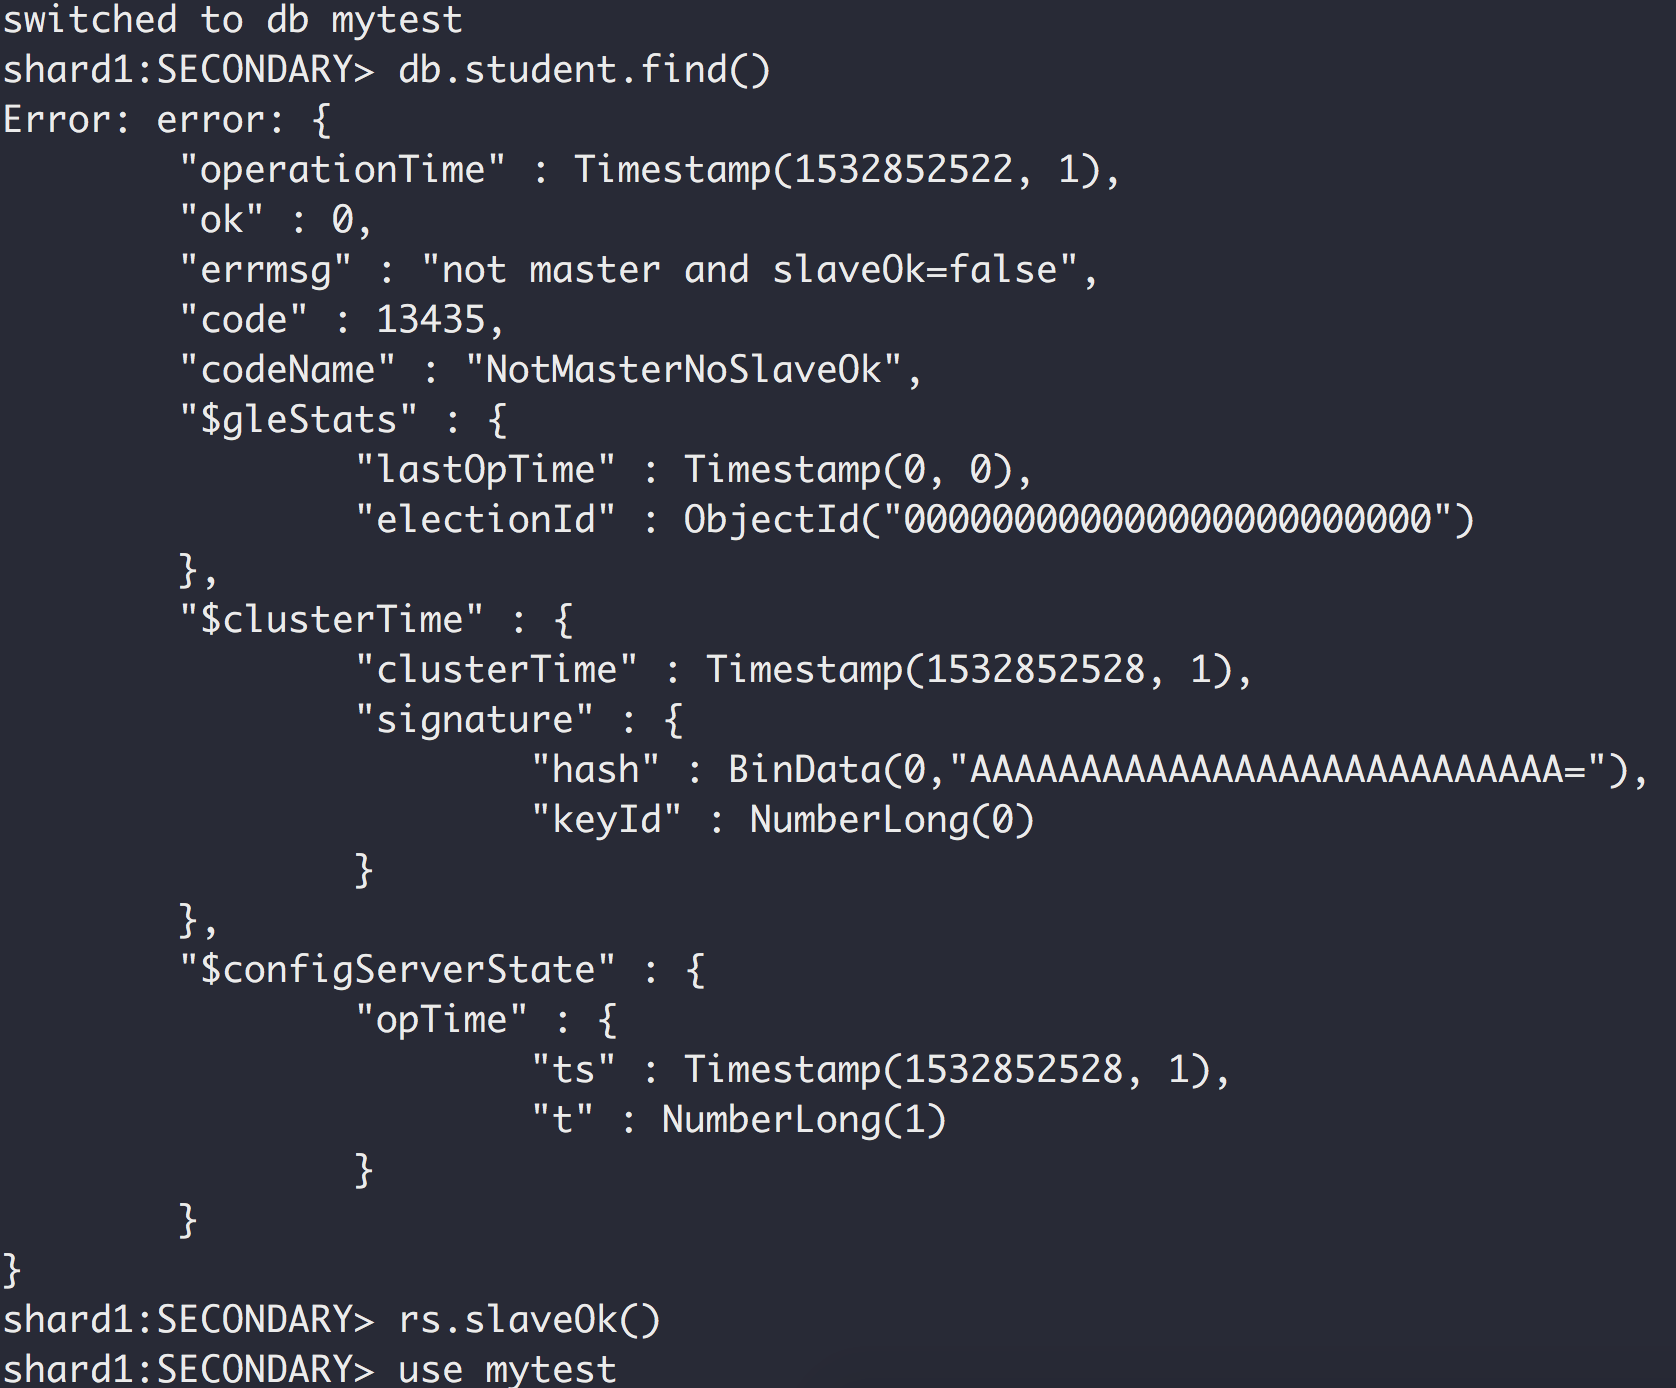 switched to db mytest
shard1:SECONDARY> db.student.find()
Error: error: {
        "operationTime" : Timestamp(1532852522, 1),
        "ok" : 0,
        "errmsg" : "not master and slaveOk=false",
        "code" : 13435,
        "codeName" : "NotMasterNoSlaveOk",
        "$gleStats" : {
                "lastOpTime" : Timestamp(0, 0),
                "electionId" : ObjectId("000000000000000000000000")
        },
        "$clusterTime" : {
                "clusterTime" : Timestamp(1532852528, 1),
                "signature" : {
                        "hash" : BinData(0,"AAAAAAAAAAAAAAAAAAAAAAAAAAA="),
                        "keyId" : NumberLong(0)
                }
        },
        "$configServerState" : {
                "opTime" : {
                        "ts" : Timestamp(1532852528, 1),
                        "t" : NumberLong(1)
                }
        }
}
shard1:SECONDARY> rs.slaveOk()
shard1:SECONDARY> use mytest